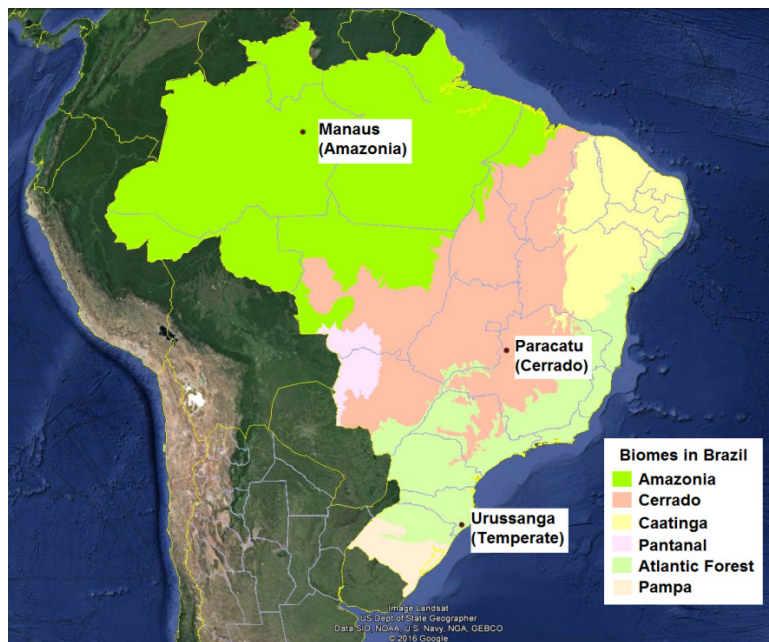 Manaus
(Amazonia)
Paracatu
(Cerrado)
Urussanga
(Temperate)
Biomes in Brazil
Amazonia
Cerrado
Caatinga
Pantanal
Atlantic Forest
Pampa
Image Landsat
US Dept of State Geographer
Data SIO, NOAA, U.S. Navy, NGA, GEBCO
© 2016 Google